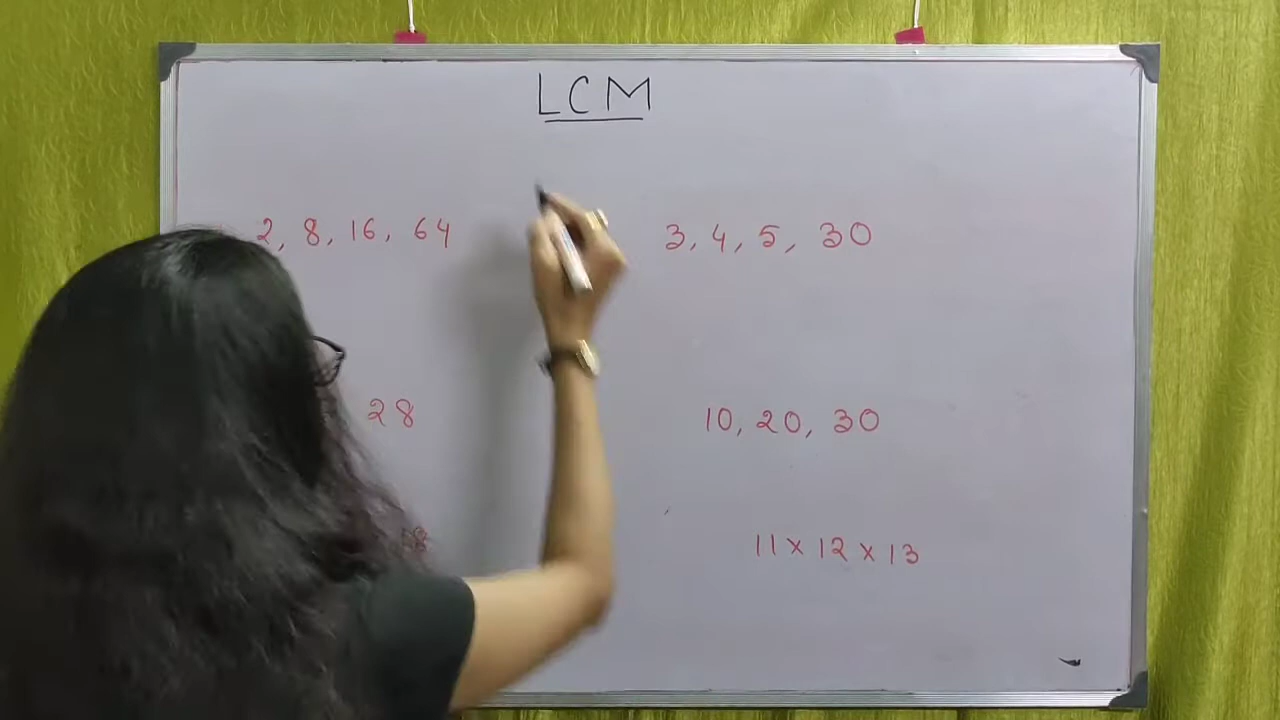 LCM
2, 8, 16, 64
3, 4, 5, 30
28
10, 20, 30
11 x 12 x 13